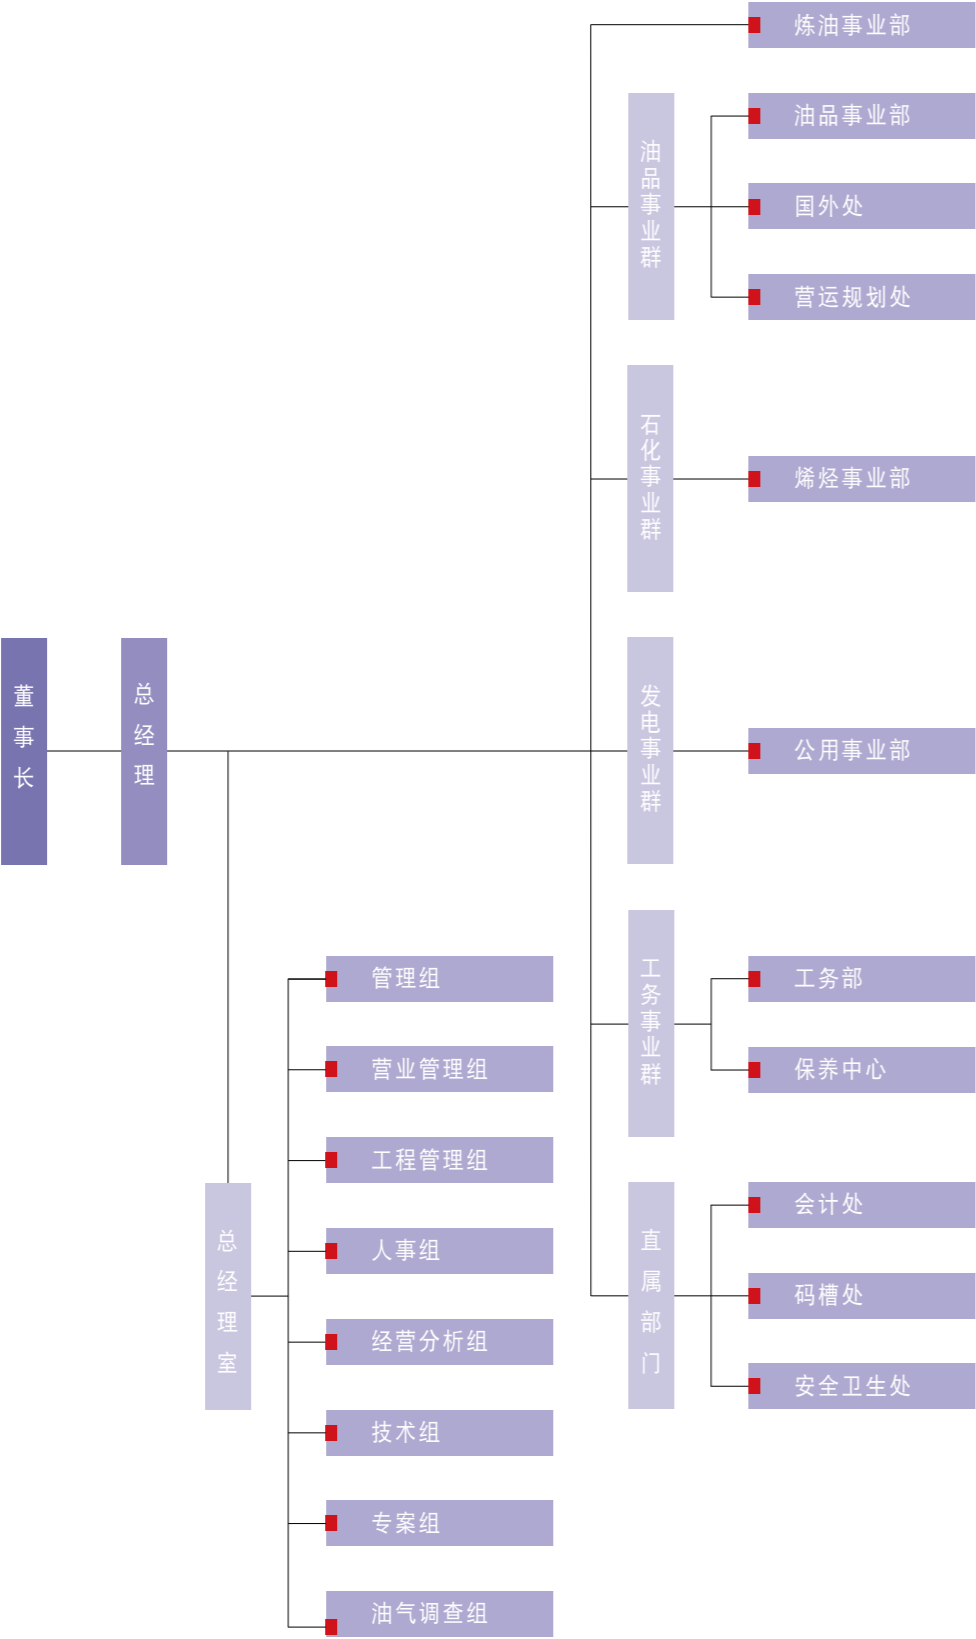 董事长
总经理
总经理室
管理组
营业管理组
工程管理组
人事组
经营分析组
技术组
专案组
油气调查组
炼油事业部
油品事业群
油品事业部
国外处
营运规划处
石化事业群
烯烃事业部
发电事业群
公用事业部
工务事业群
工务部
保养中心
直属部门
会计处
码槽处
安全卫生处